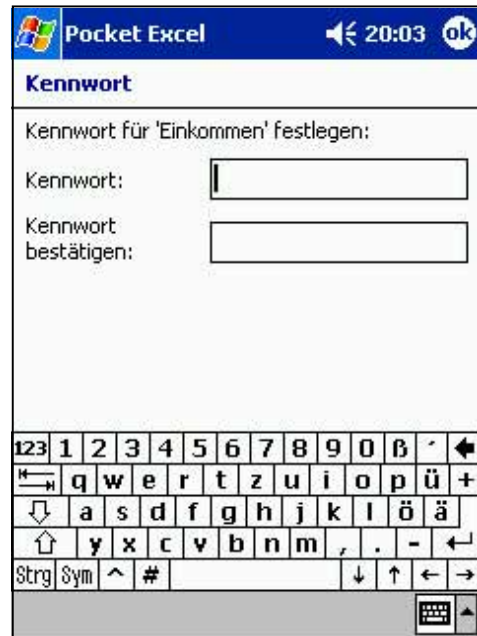 Pocket Excel 20:03 ok
Kennwort
Kennwort für 'Einkommen' festlegen:
Kennwort:
Kennwort
bestätigen:
123 1 2 3 4 5 6 7 8 9 0 ß ´
q w e r t z u i o p ü +
a s d f g h j k l ö ä
y x c v b n m , . -
Strg Sym ^ # ↓ ↑ ← →